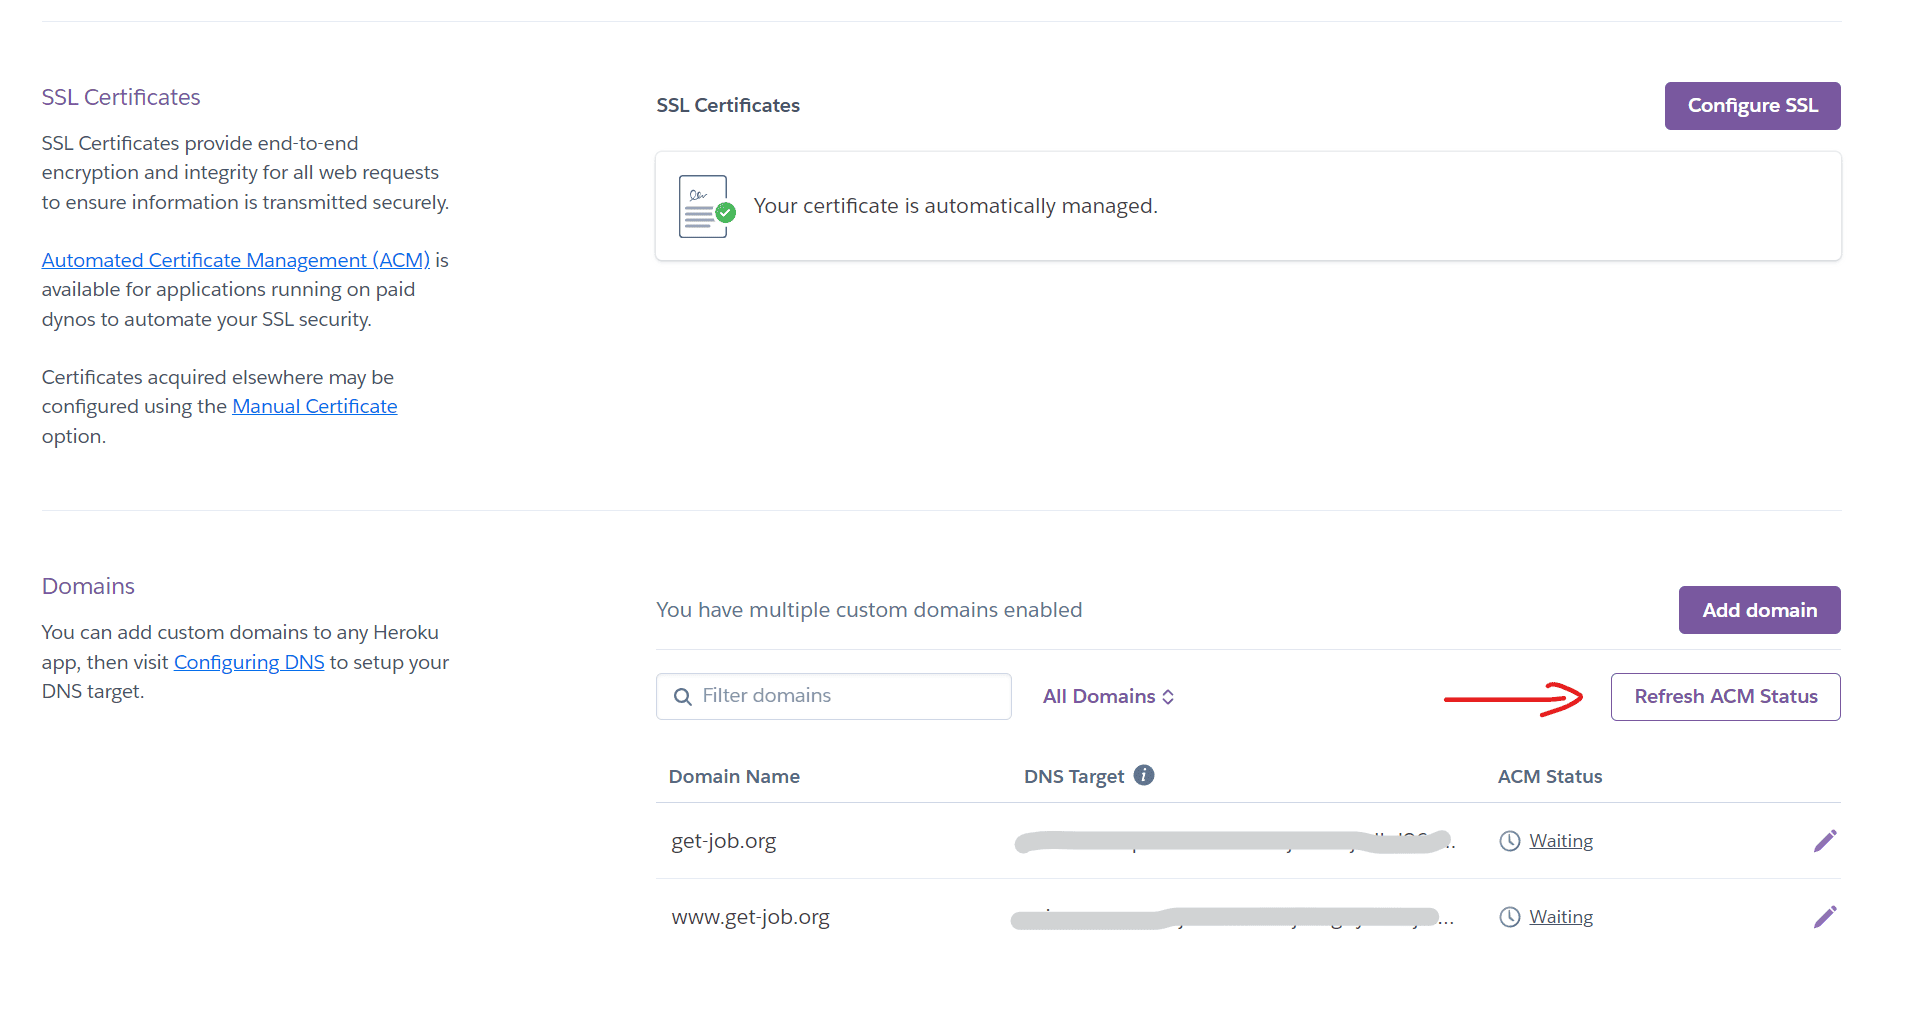 SSL Certificates
SSL Certificates provide end-to-end
encryption and integrity for all web requests
to ensure information is transmitted securely.
Automated Certificate Management (ACM) is
available for applications running on paid
dynos to automate your SSL security.
Certificates acquired elsewhere may be
configured using the Manual Certificate
option.
SSL Certificates
Configure SSL
Your certificate is automatically managed.
Domains
You can add custom domains to any Heroku
app, then visit Configuring DNS to setup your
DNS target.
You have multiple custom domains enabled
Add domain
Filter domains
All Domains
Refresh ACM Status
Domain Name DNS Target ACM Status
get-job.org Waiting
www.get-job.org Waiting